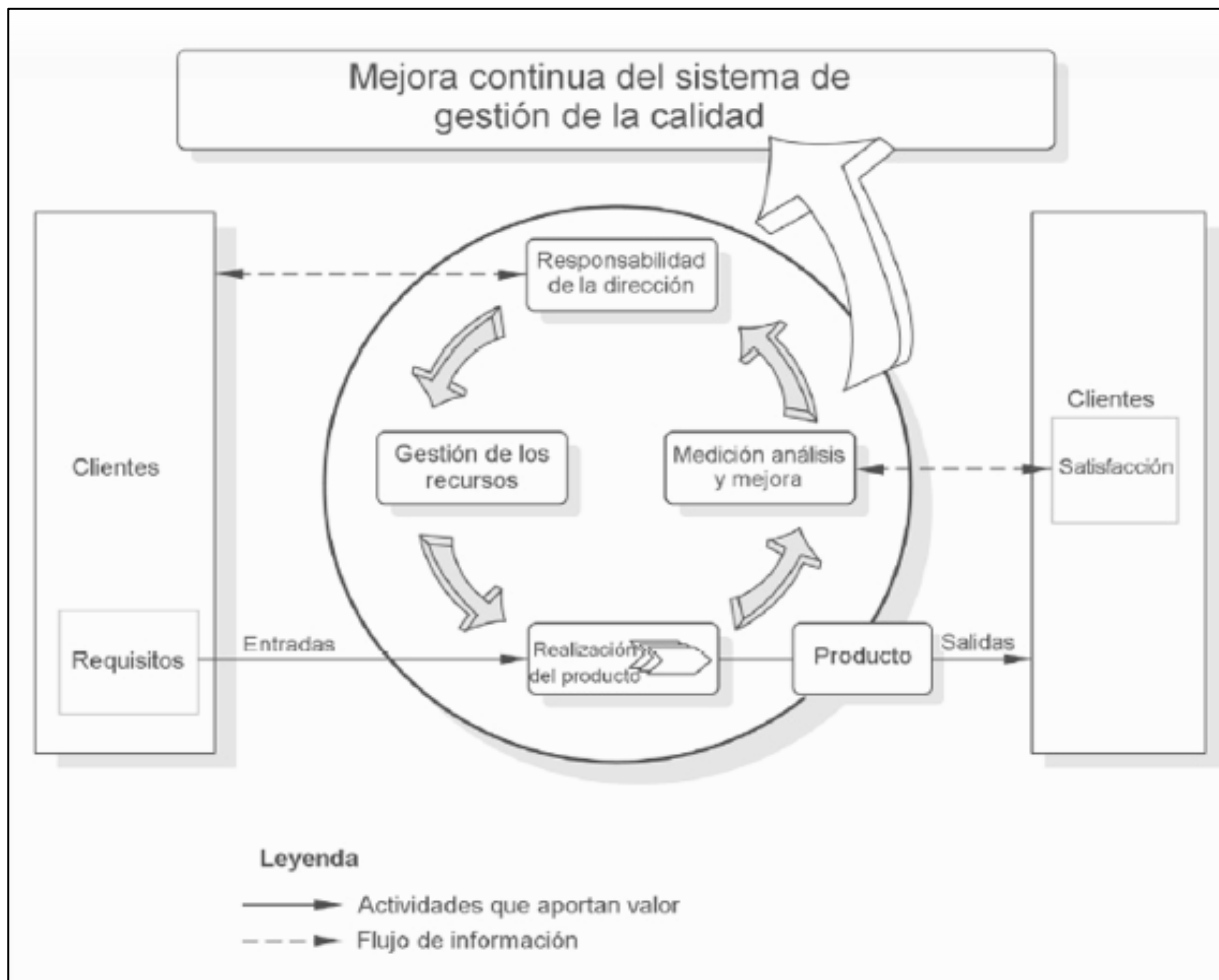 Mejora continua del sistema de
gestión de la calidad
Responsabilidad
de la dirección
Clientes
Gestión de los
recursos
Medición análisis
y mejora
Clientes
Satisfacción
Requisitos
Entradas
Realización
del producto
Producto
Salidas
Leyenda
Actividades que aportan valor
Flujo de información